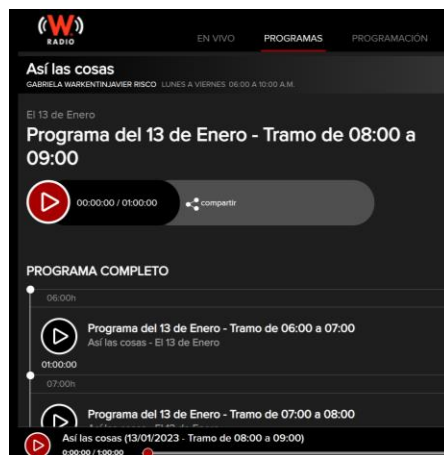 ((W))
RADIO
EN VIVO PROGRAMAS PROGRAMACIÓN
Así las cosas
GABRIELA WARKENTINJAVIER RISCO LUNES A VIERNES 06:00 A 10:00 A.M.
El 13 de Enero
Programa del 13 de Enero - Tramo de 08:00 a
09:00
00:00:00 / 01:00:00 compartir
PROGRAMA COMPLETO
06:00h
Programa del 13 de Enero - Tramo de 06:00 a 07:00
Así las cosas - El 13 de Enero
01:00:00
07:00h
Programa del 13 de Enero - Tramo de 07:00 a 08:00
Así las cosas (13/01/2023 - Tramo de 08:00 a 09:00)
0:00:00 / 1:00:00